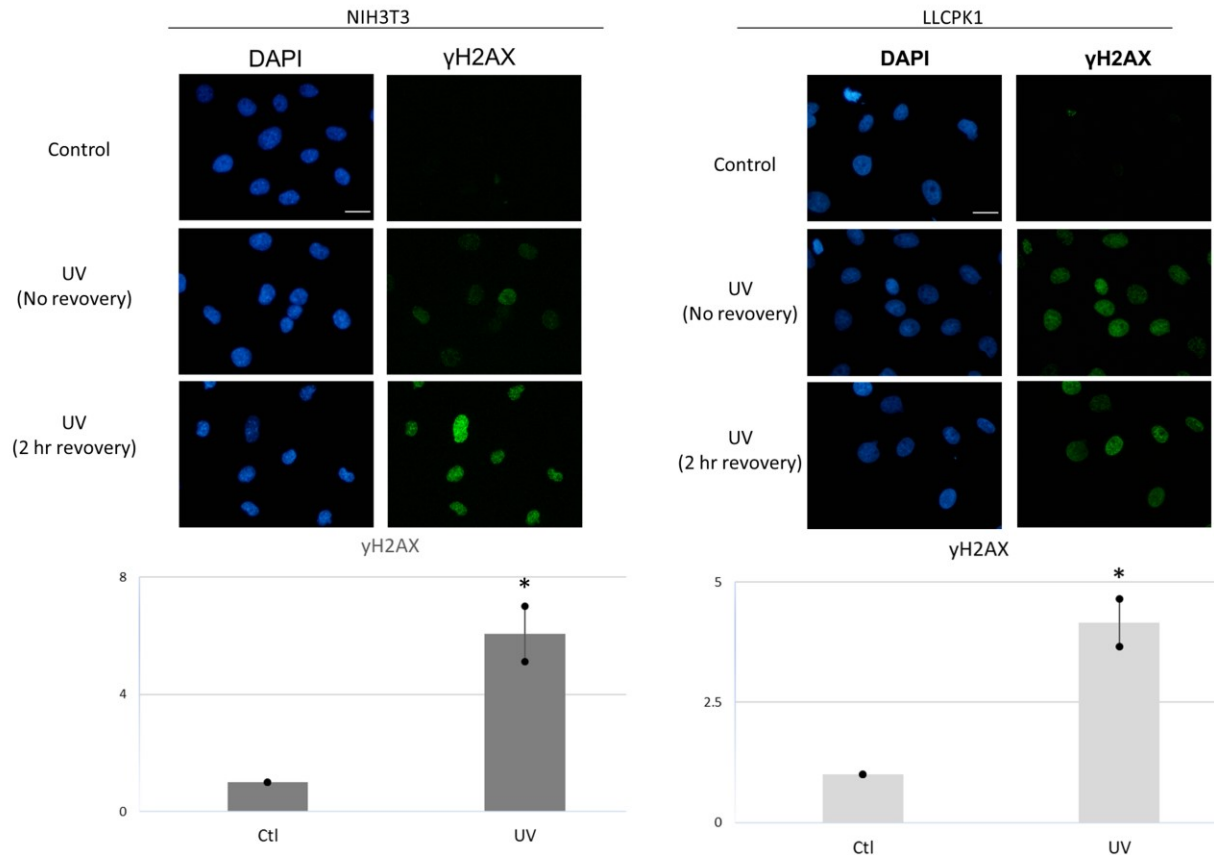 NIH3T3
DAPI
γH2AX
Control
UV
(No revovery)
UV
(2 hr revovery)
γH2AX
8
4
0
*
Ctl
UV
LLCPK1
DAPI
γH2AX
Control
UV
(No revovery)
UV
(2 hr revovery)
γH2AX
5
2.5
0
*
Ctl
UV